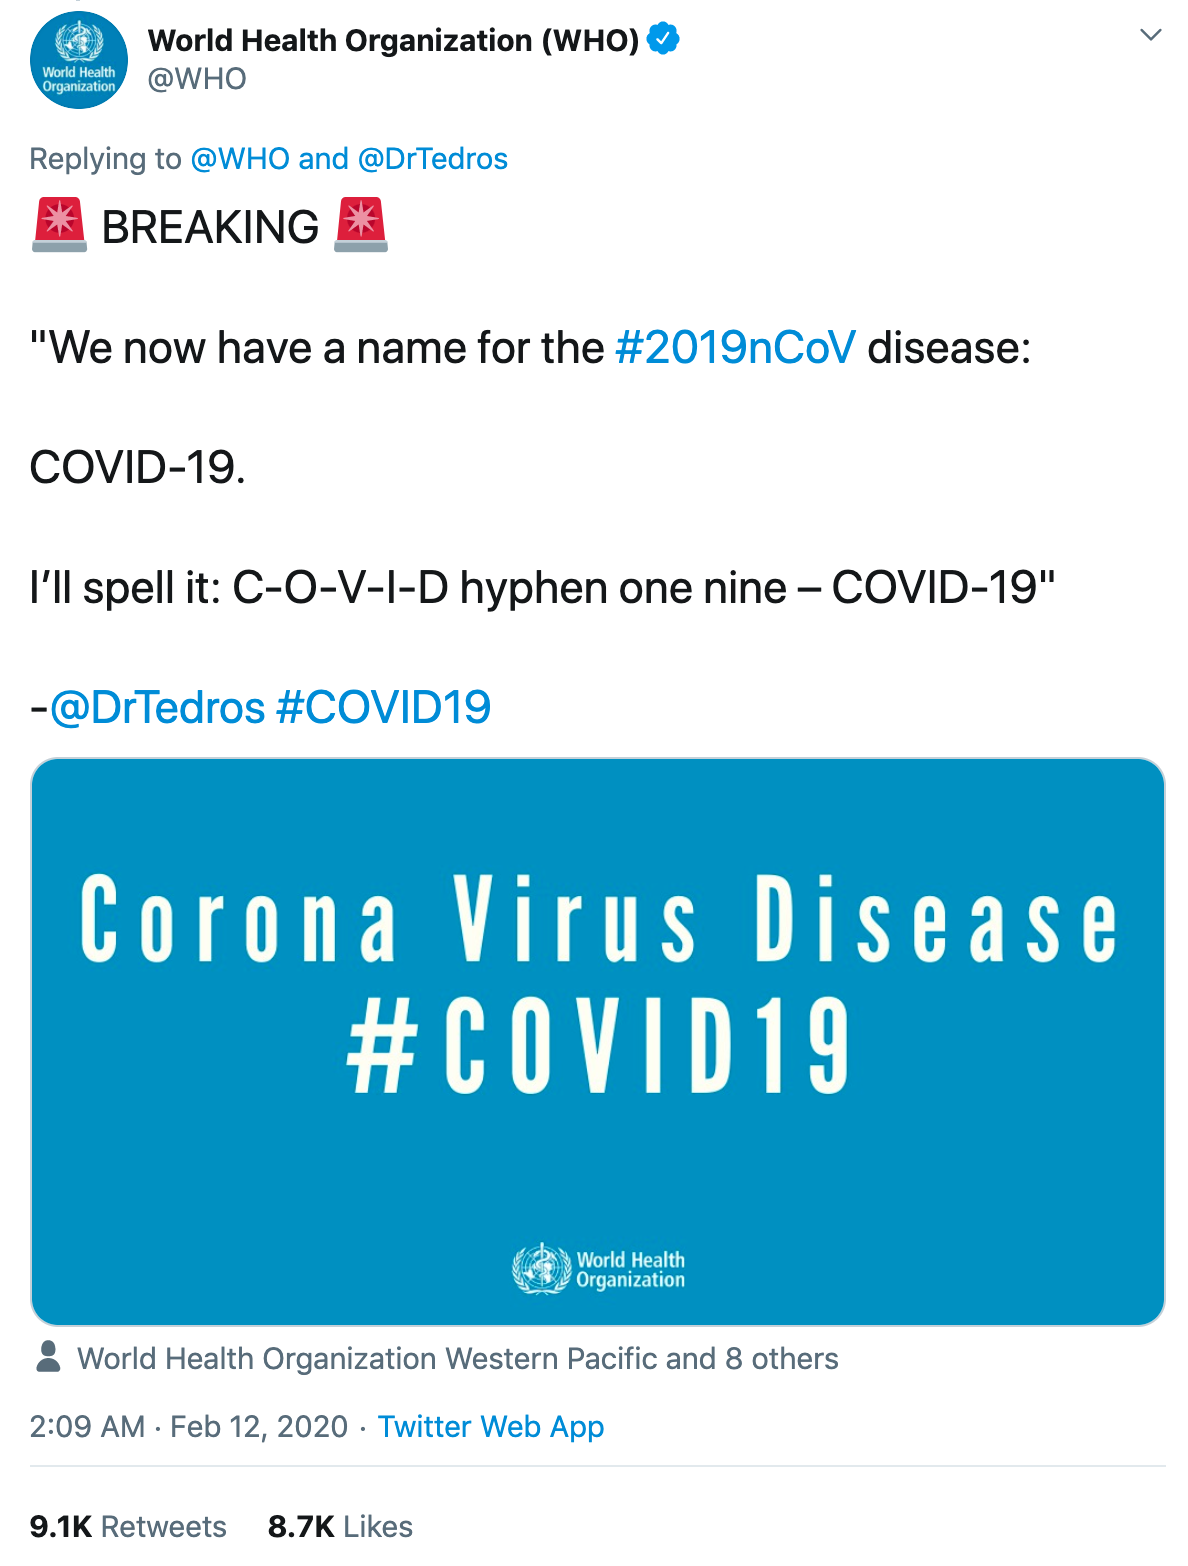 World Health Organization (WHO)
@WHO
World Health
Organization
Replying to @WHO and @DrTedros
🚨 BREAKING 🚨
"We now have a name for the #2019nCoV disease:
COVID-19.
I’ll spell it: C-O-V-I-D hyphen one nine – COVID-19"
-@DrTedros #COVID19
Corona Virus Disease
#COVID19
World Health
Organization
World Health Organization Western Pacific and 8 others
2:09 AM · Feb 12, 2020 · Twitter Web App
9.1K Retweets 8.7K Likes